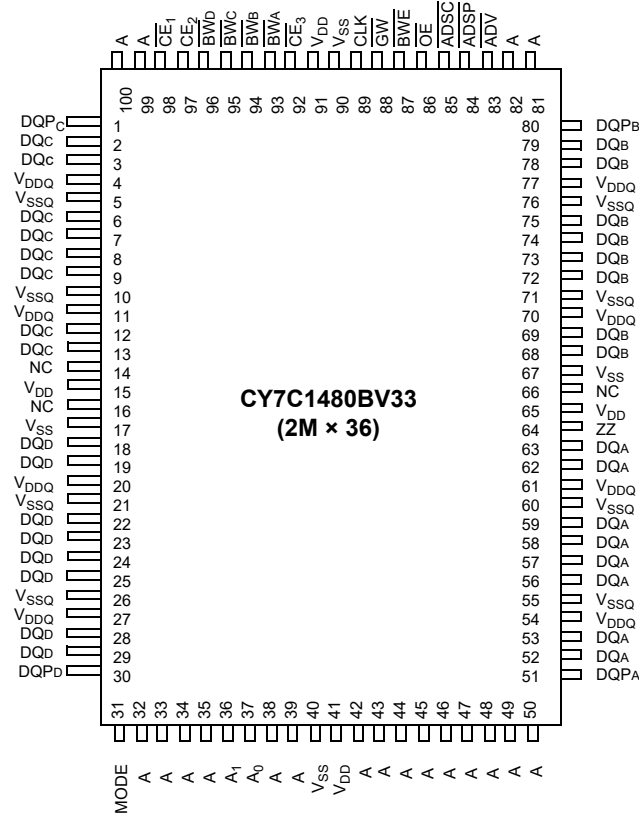 A
A
CE1
CE2
BWD
BWC
BWB
BWA
CE3
VDD
VSS
CLK
GW
BWE
OE
ADSC
ADSP
ADV
A
A
100
99
98
97
96
95
94
93
92
91
90
89
88
87
86
85
84
83
82
81
DQPC 1
DQC 2
DQC 3
VDDQ 4
VSSQ 5
DQC 6
DQC 7
DQC 8
DQC 9
VSSQ 10
VDDQ 11
DQC 12
DQC 13
NC 14
VDD 15
NC 16
VSS 17
DQD 18
DQD 19
VDDQ 20
VSSQ 21
DQD 22
DQD 23
DQD 24
DQD 25
VSSQ 26
VDDQ 27
DQD 28
DQD 29
DQPD 30
CY7C1480BV33
(2M × 36)
80 DQPB
79 DQB
78 DQB
77 VDDQ
76 VSSQ
75 DQB
74 DQB
73 DQB
72 DQB
71 VSSQ
70 VDDQ
69 DQB
68 DQB
67 VSS
66 NC
65 VDD
64 ZZ
63 DQA
62 DQA
61 VDDQ
60 VSSQ
59 DQA
58 DQA
57 DQA
56 DQA
55 VSSQ
54 VDDQ
53 DQA
52 DQA
51 DQPA
31
32
33
34
35
36
37
38
39
40
41
42
43
44
45
46
47
48
49
50
MODE
A
A
A
A
A1
A0
A
A
VSS
VDD
A
A
A
A
A
A
A
A
A